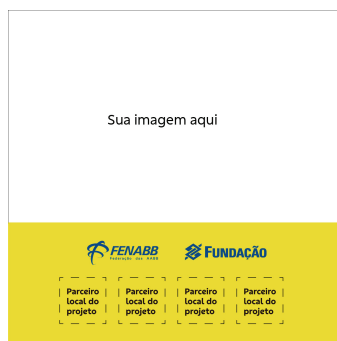 Sua imagem aqui
FENABB
Federação das AABB
FUNDAÇÃO
Parceiro local do projeto
Parceiro local do projeto
Parceiro local do projeto
Parceiro local do projeto